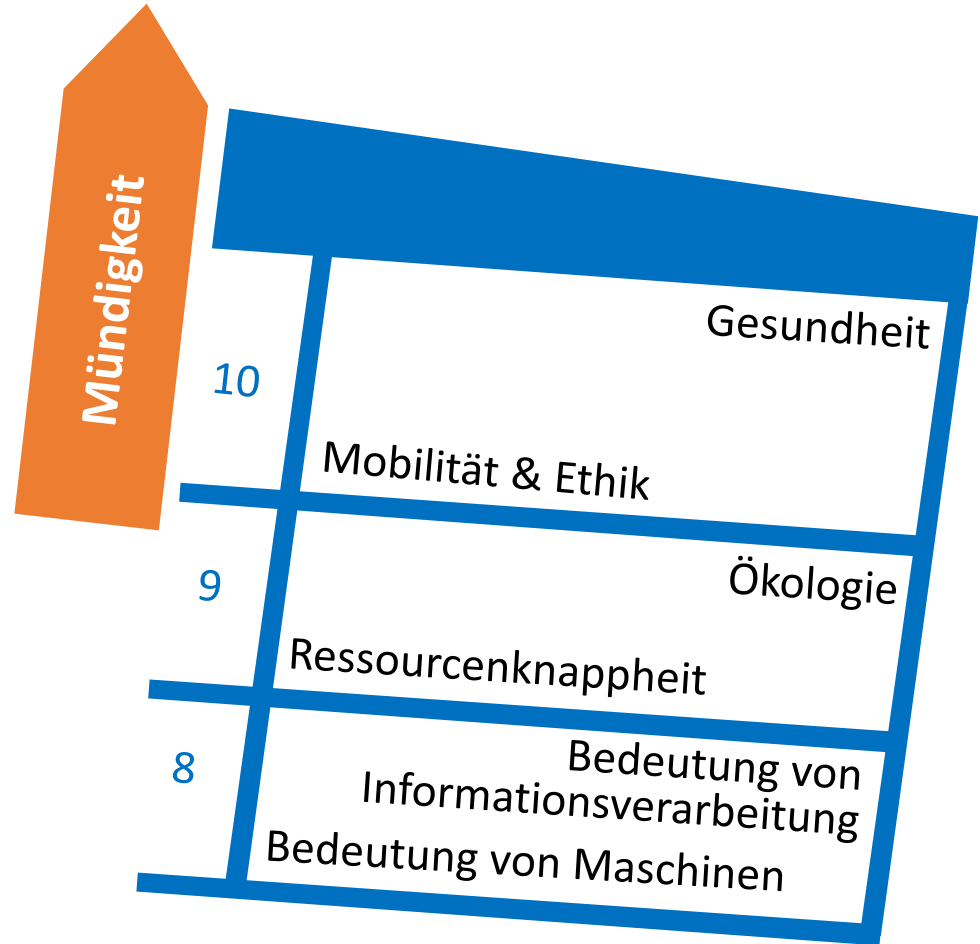 Mündigkeit
Gesundheit
10
Mobilität & Ethik
Ökologie
9
Ressourcenknappheit
8
Bedeutung von
Informationsverarbeitung
Bedeutung von Maschinen